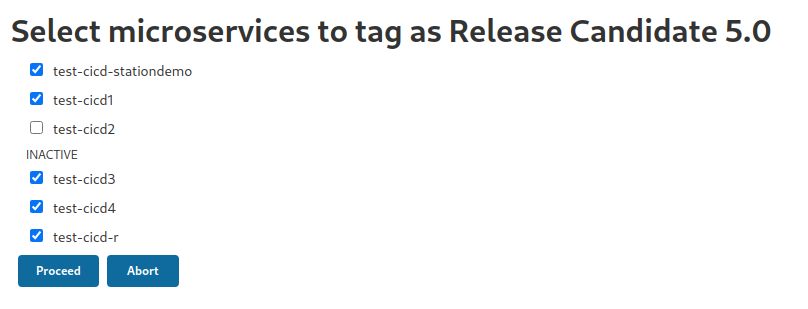 Select microservices to tag as Release Candidate 5.0
test-cicd-stationdemo
test-cicd1
test-cicd2
INACTIVE
test-cicd3
test-cicd4
test-cicd-r
Proceed Abort